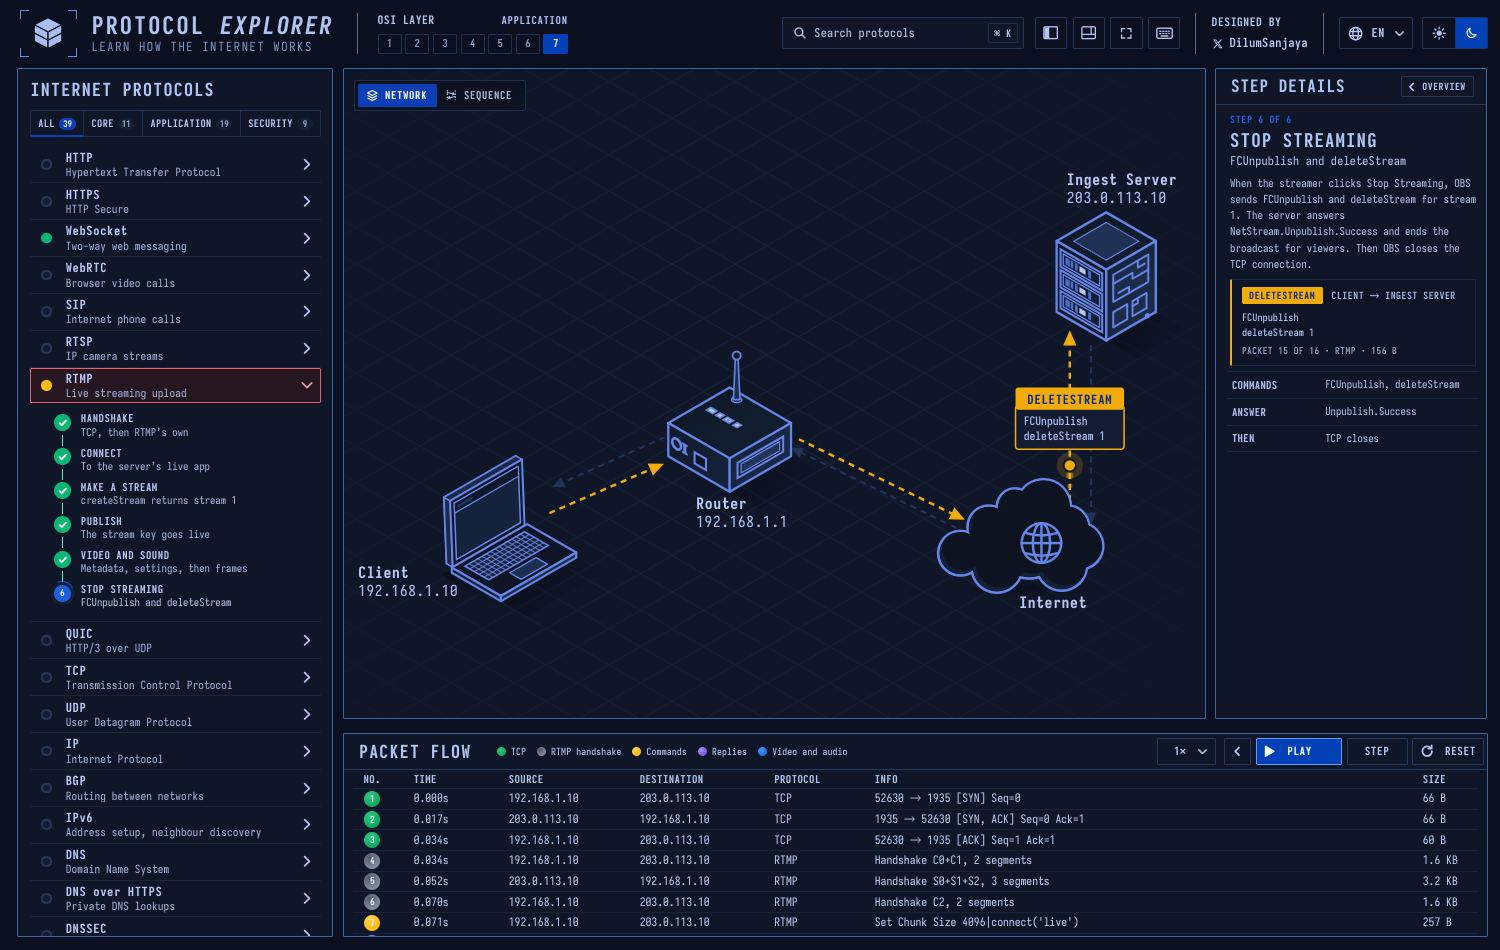 PROTOCOL EXPLORER
LEARN HOW THE INTERNET WORKS
OSI LAYER APPLICATION
1 2 3 4 5 6 7
Search protocols ⌘ K
DESIGNED BY
DilumSanjaya
EN
INTERNET PROTOCOLS
ALL 39 CORE 11 APPLICATION 19 SECURITY 9
HTTP
Hypertext Transfer Protocol
HTTPS
HTTP Secure
WebSocket
Two-way web messaging
WebRTC
Browser video calls
SIP
Internet phone calls
RTSP
IP camera streams
RTMP
Live streaming upload
HANDSHAKE
TCP, then RTMP's own
CONNECT
To the server's live app
MAKE A STREAM
createStream returns stream 1
PUBLISH
The stream key goes live
VIDEO AND SOUND
Metadata, settings, then frames
6 STOP STREAMING
FCUnpublish and deleteStream
QUIC
HTTP/3 over UDP
TCP
Transmission Control Protocol
UDP
User Datagram Protocol
IP
Internet Protocol
BGP
Routing between networks
IPv6
Address setup, neighbour discovery
DNS
Domain Name System
DNS over HTTPS
Private DNS lookups
DNSSEC
NETWORK SEQUENCE
Ingest Server
203.0.113.10
DELETESTREAM
FCUnpublish
deleteStream 1
Router
192.168.1.1
Client
192.168.1.10
Internet
STEP DETAILS
OVERVIEW
STEP 6 OF 6
STOP STREAMING
FCUnpublish and deleteStream
When the streamer clicks Stop Streaming, OBS
sends FCUnpublish and deleteStream for stream
1. The server answers
NetStream.Unpublish.Success and ends the
broadcast for viewers. Then OBS closes the
TCP connection.
DELETESTREAM CLIENT → INGEST SERVER
FCUnpublish
deleteStream 1
PACKET 15 OF 16 · RTMP · 156 B
COMMANDS FCUnpublish, deleteStream
ANSWER Unpublish.Success
THEN TCP closes
PACKET FLOW
TCP RTMP handshake Commands Replies Video and audio
1× PLAY STEP RESET
NO. TIME SOURCE DESTINATION PROTOCOL INFO SIZE
1 0.000s 192.168.1.10 203.0.113.10 TCP 52630 → 1935 [SYN] Seq=0 66 B
2 0.017s 203.0.113.10 192.168.1.10 TCP 1935 → 52630 [SYN, ACK] Seq=0 Ack=1 66 B
3 0.034s 192.168.1.10 203.0.113.10 TCP 52630 → 1935 [ACK] Seq=1 Ack=1 60 B
4 0.034s 192.168.1.10 203.0.113.10 RTMP Handshake C0+C1, 2 segments 1.6 KB
5 0.052s 203.0.113.10 192.168.1.10 RTMP Handshake S0+S1+S2, 3 segments 3.2 KB
6 0.070s 192.168.1.10 203.0.113.10 RTMP Handshake C2, 2 segments 1.6 KB
7 0.071s 192.168.1.10 203.0.113.10 RTMP Set Chunk Size 4096|connect('live') 257 B